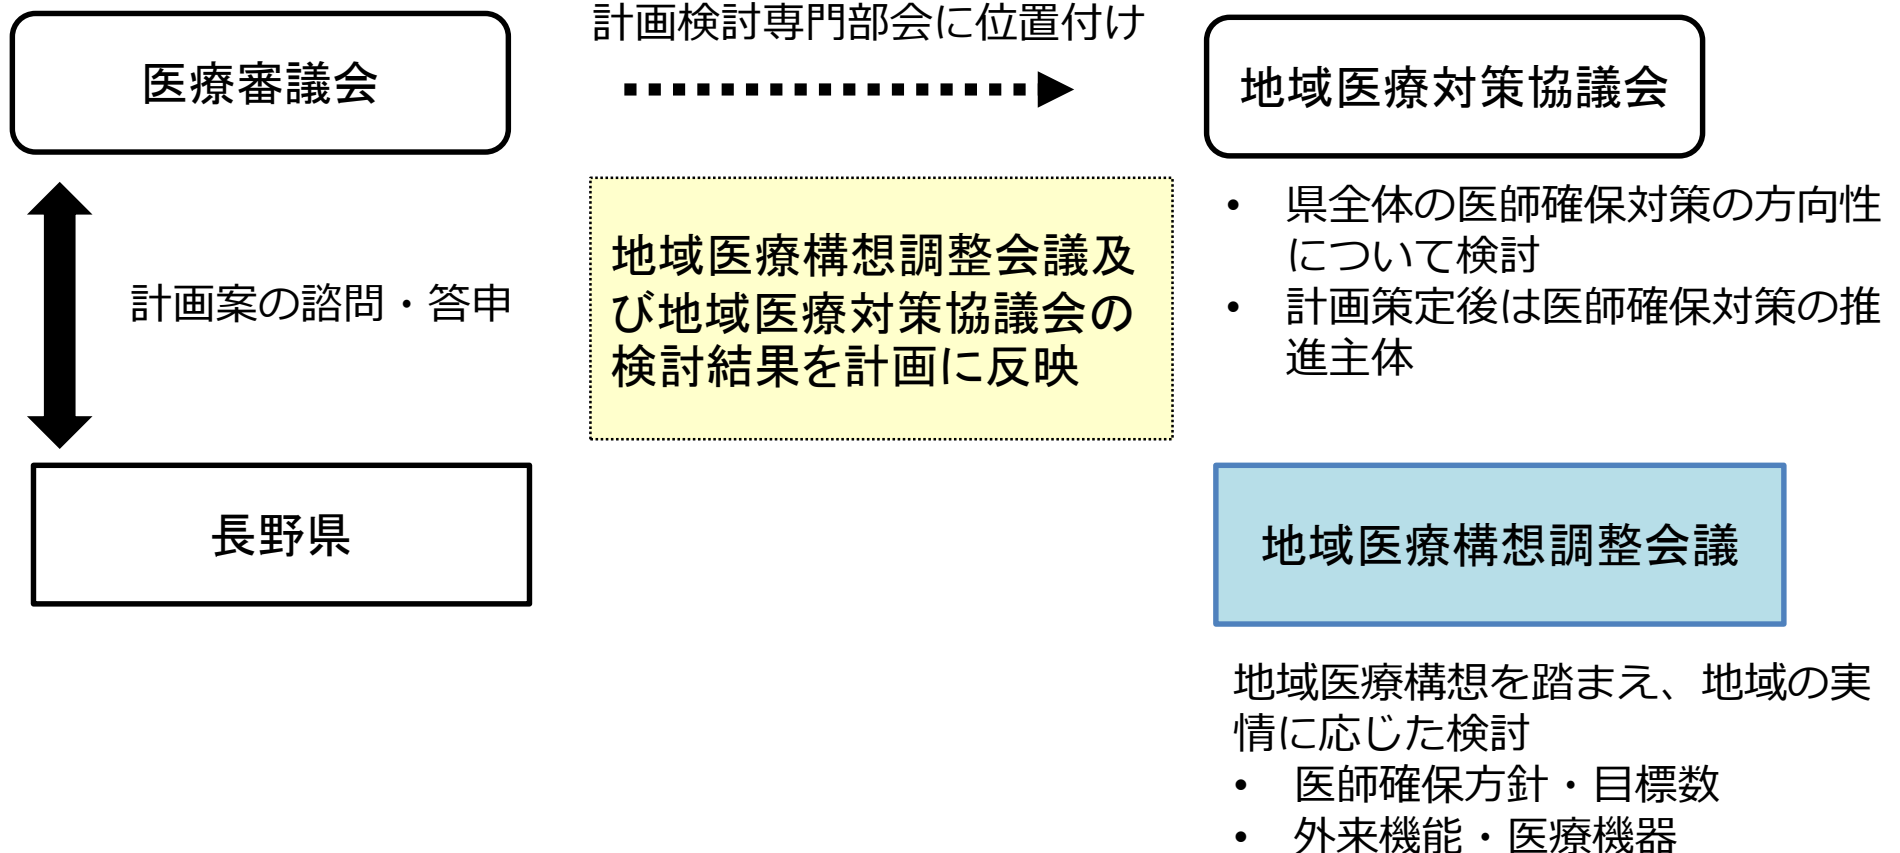 計画検討専門部会に位置付け
医療審議会
地域医療対策協議会
• 県全体の医師確保対策の方向性
について検討
• 計画策定後は医師確保対策の推
進主体
計画案の諮問・答申
地域医療構想調整会議及
び地域医療対策協議会の
検討結果を計画に反映
長野県
地域医療構想調整会議
地域医療構想を踏まえ、地域の実
情に応じた検討
• 医師確保方針・目標数
• 外来機能・医療機器